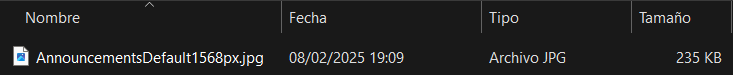 Nombre Fecha Tipo Tamaño
AnnouncementsDefault1568px.jpg 08/02/2025 19:09 Archivo JPG 235 KB